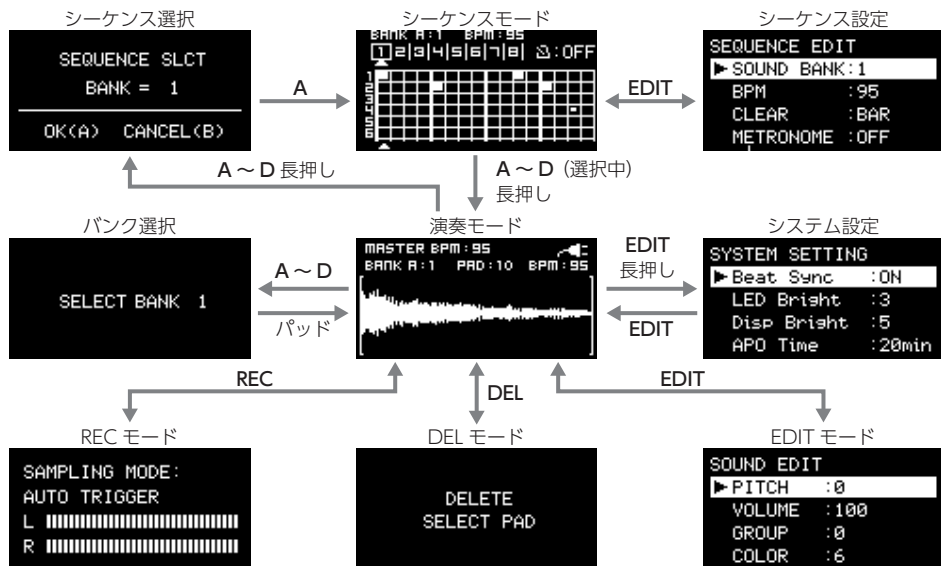 シーケンス選択
SEQUENCE SLCT
BANK = 1
OK(A) CANCEL(B)
A
シーケンスモード
BANK A:1 BPM:95
1|2|3|4|5|6|7|8| :OFF
1
2
3
4
5
6
EDIT
シーケンス設定
SEQUENCE EDIT
▶SOUND BANK:1
BPM :95
CLEAR :BAR
METRONOME :OFF
A～D 長押し
A～D (選択中)
長押し
バンク選択
SELECT BANK 1
A～D
パッド
演奏モード
MASTER BPM:95
BANK A:1 PAD:10 BPM:95
EDIT
長押し
EDIT
システム設定
SYSTEM SETTING
▶Beat Sync :ON
LED Bright :3
Disp Bright :5
APO Time :20min
REC
DEL
EDIT
REC モード
SAMPLING MODE:
AUTO TRIGGER
L
R
DEL モード
DELETE
SELECT PAD
EDIT モード
SOUND EDIT
▶PITCH :0
VOLUME :100
GROUP :0
COLOR :6